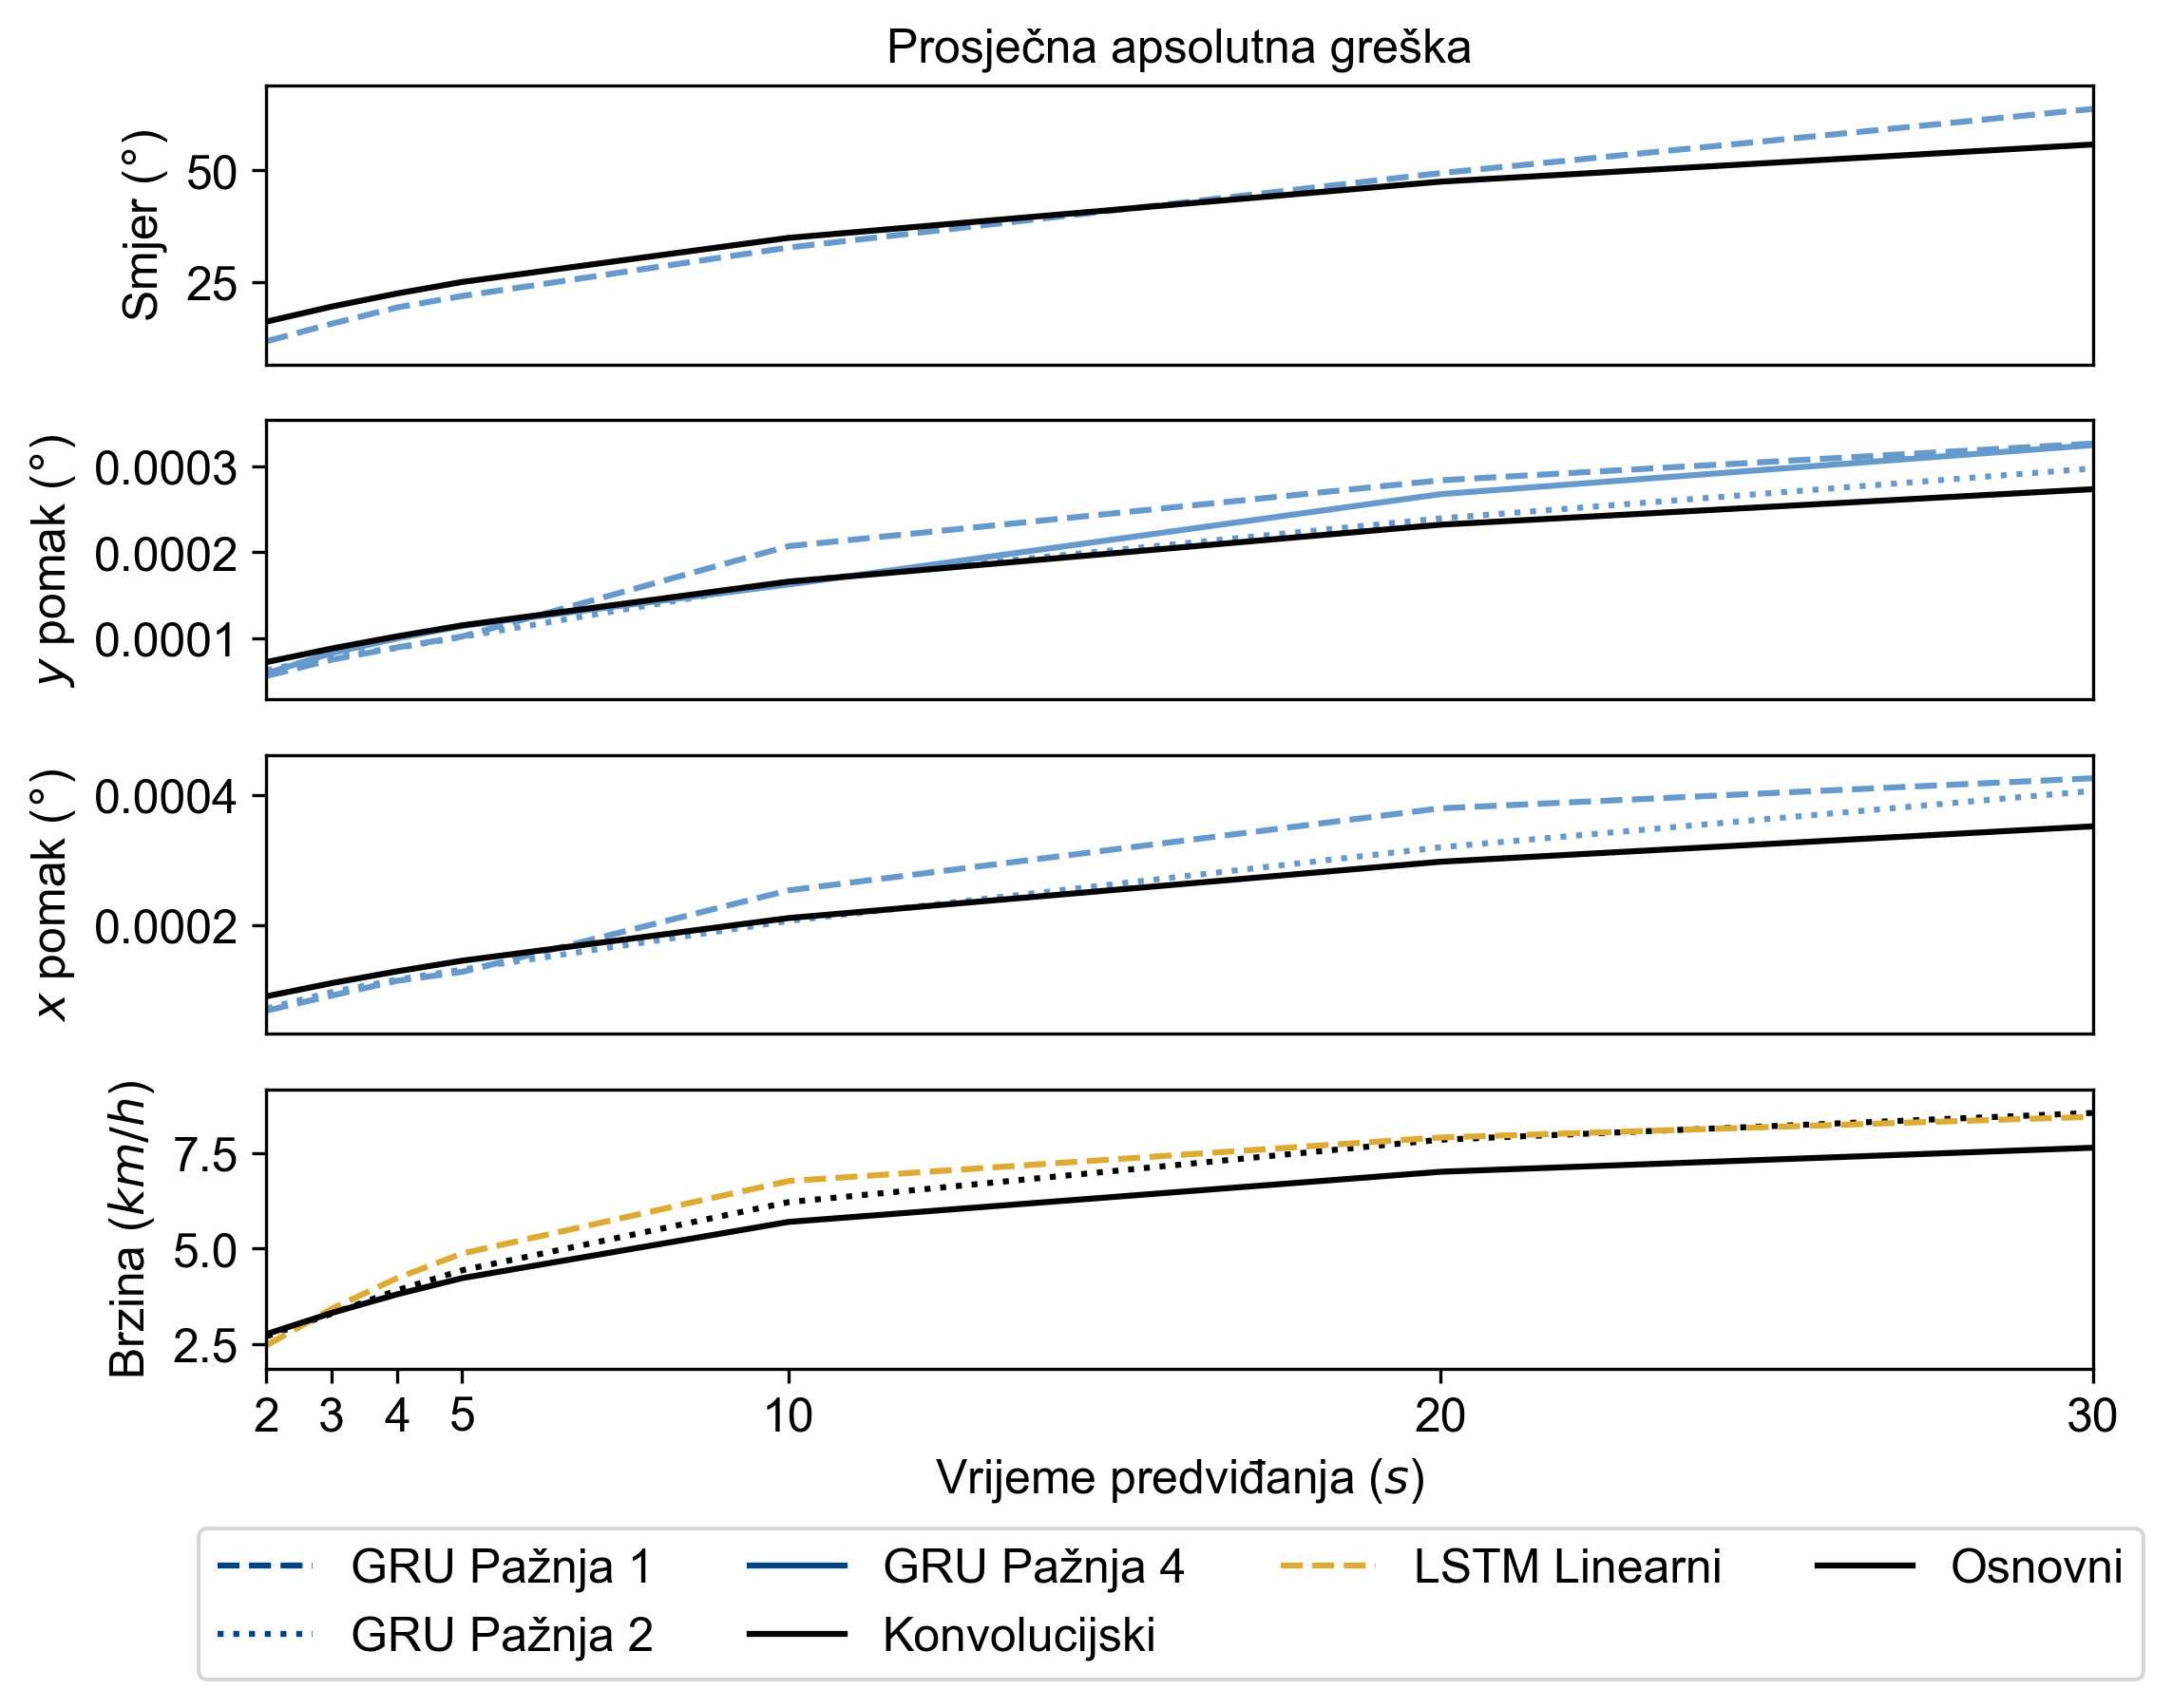 Prosječna apsolutna greška
Smjer (°)
50
25
y pomak (°)
0.0003
0.0002
0.0001
x pomak (°)
0.0004
0.0002
Brzina (km/h)
7.5
5.0
2.5
2 3 4 5 10 20 30
Vrijeme predviđanja (s)
GRU Pažnja 1 GRU Pažnja 4 LSTM Linearni Osnovni
GRU Pažnja 2 Konvolucijski